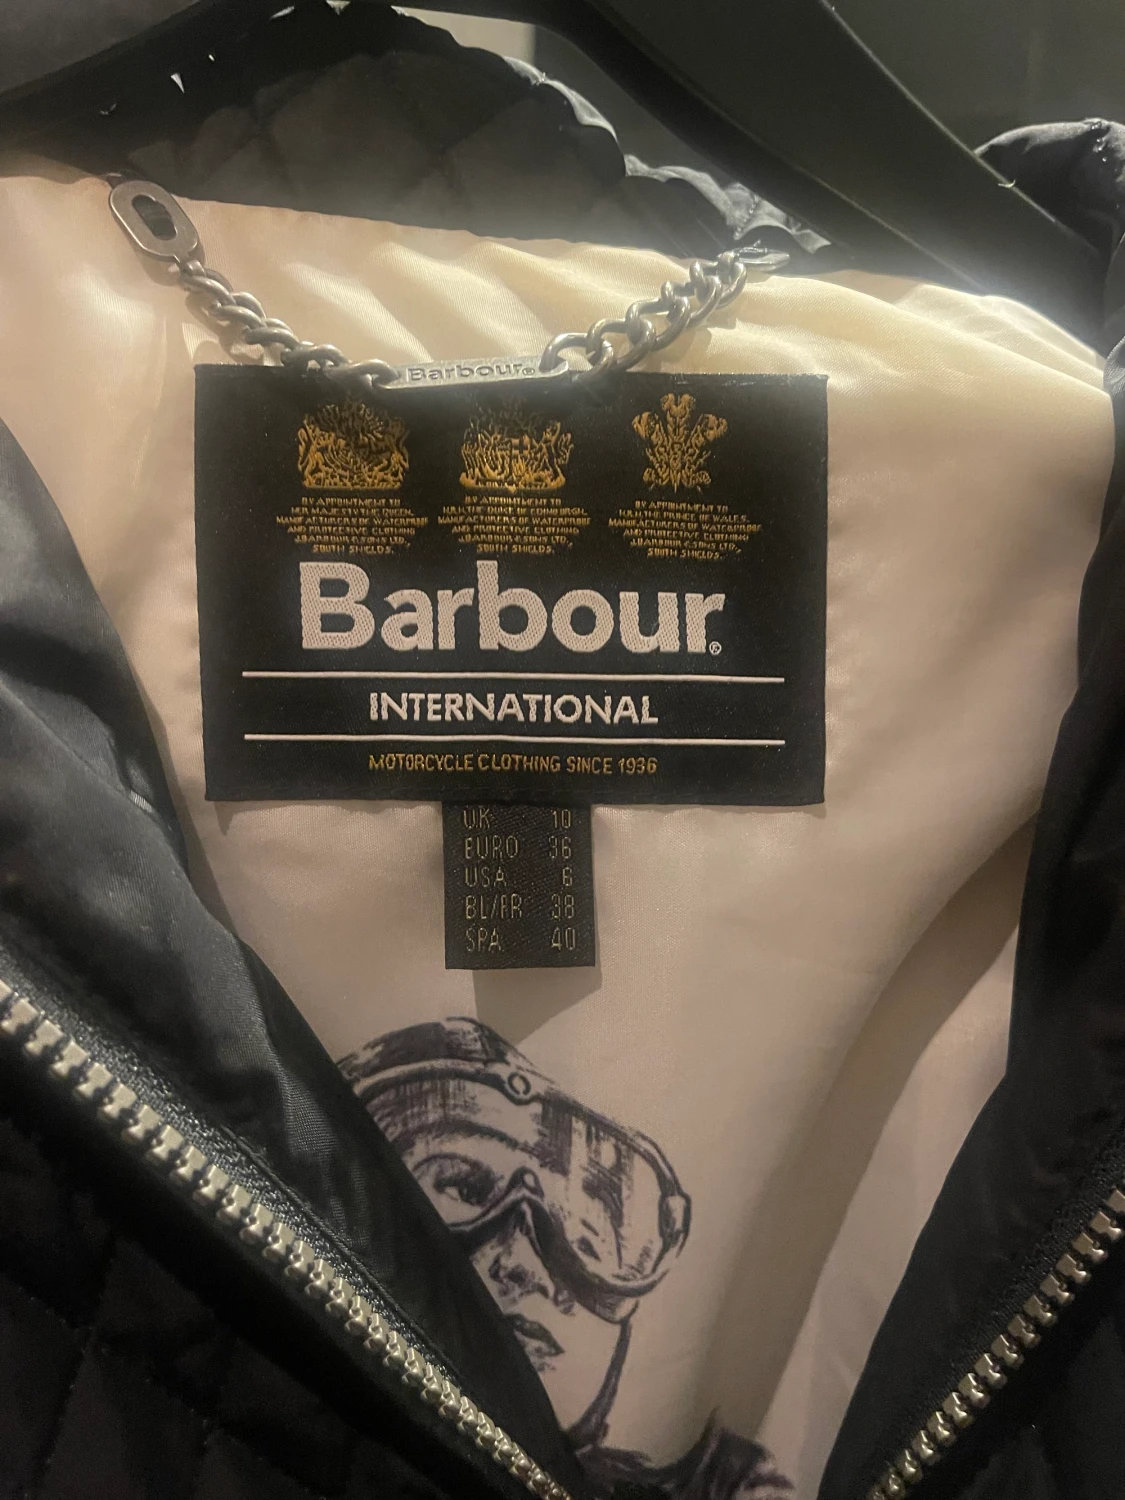 Barbour®
BY APPOINTMENT TO
HER MAJESTY THE QUEEN
MANUFACTURERS OF WATERPROOF
AND PROTECTIVE CLOTHING
J.BARBOUR & SONS LTD.
SOUTH SHIELDS.
BY APPOINTMENT TO
H.R.H. THE DUKE OF EDINBURGH
MANUFACTURERS OF WATERPROOF
AND PROTECTIVE CLOTHING
J.BARBOUR & SONS LTD.
SOUTH SHIELDS.
BY APPOINTMENT TO
H.R.H. THE PRINCE OF WALES
MANUFACTURERS OF WATERPROOF
AND PROTECTIVE CLOTHING
J.BARBOUR & SONS LTD.
SOUTH SHIELDS.
Barbour®
INTERNATIONAL
MOTORCYCLE CLOTHING SINCE 1936
UK 10
EURO 36
USA 6
BL/FR 38
SPA 40